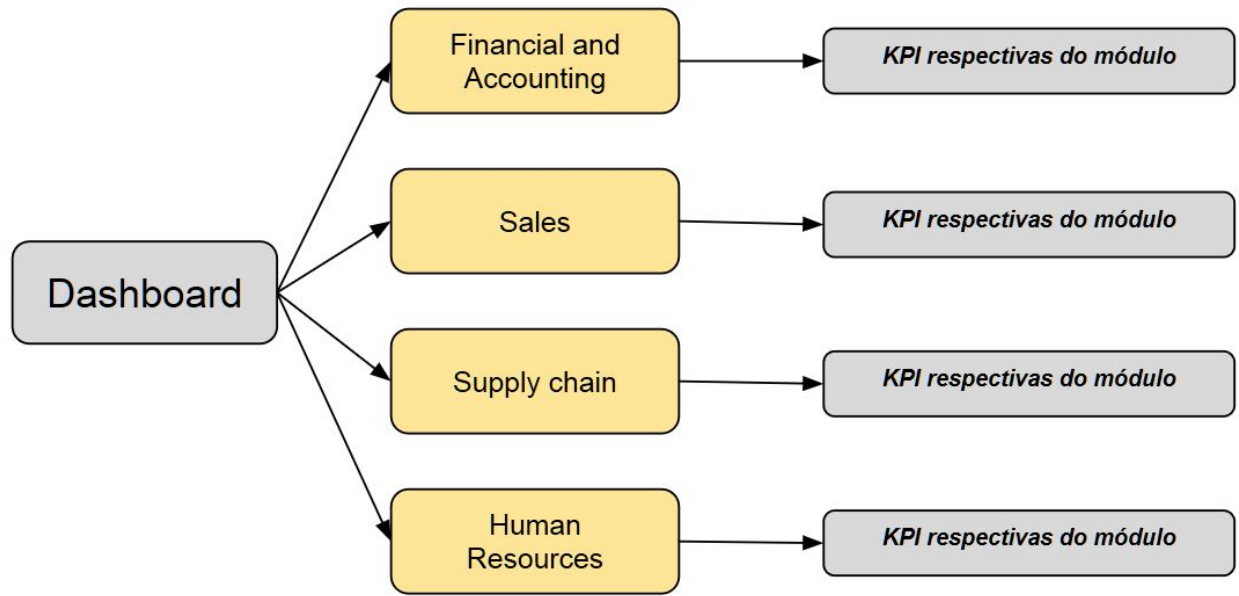 Financial and
Accounting
KPI respectivas do módulo
Sales
KPI respectivas do módulo
Dashboard
Supply chain
KPI respectivas do módulo
Human
Resources
KPI respectivas do módulo